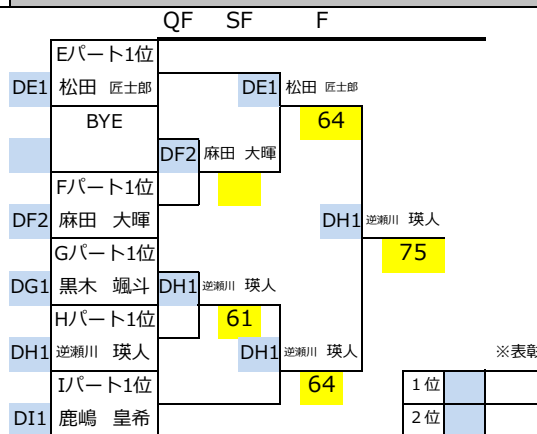 QF SF F
Eパート1位
DE1 松田 匠士郎 DE1 松田 匠士郎
BYE 64
DF2 麻田 大暉
Fパート1位
DF2 麻田 大暉 DH1 逆瀬川 瑛人
Gパート1位 75
DG1 黒木 颯斗 DH1 逆瀬川 瑛人
Hパート1位 61
DH1 逆瀬川 瑛人 DH1 逆瀬川 瑛人 ※表彰
Iパート1位 64 1位
DI1 鹿嶋 皇希 2位